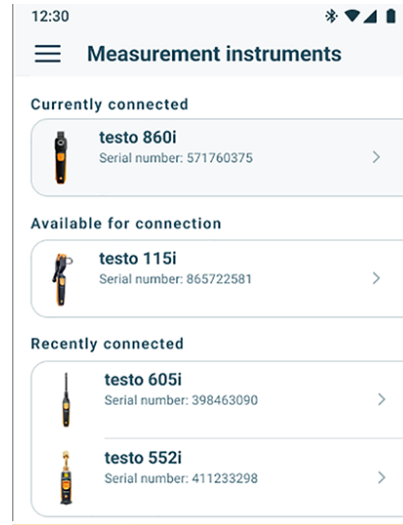 12:30
Measurement instruments
Currently connected
testo 860i
Serial number: 571760375
Available for connection
testo 115i
Serial number: 865722581
Recently connected
testo 605i
Serial number: 398463090
testo 552i
Serial number: 411233298